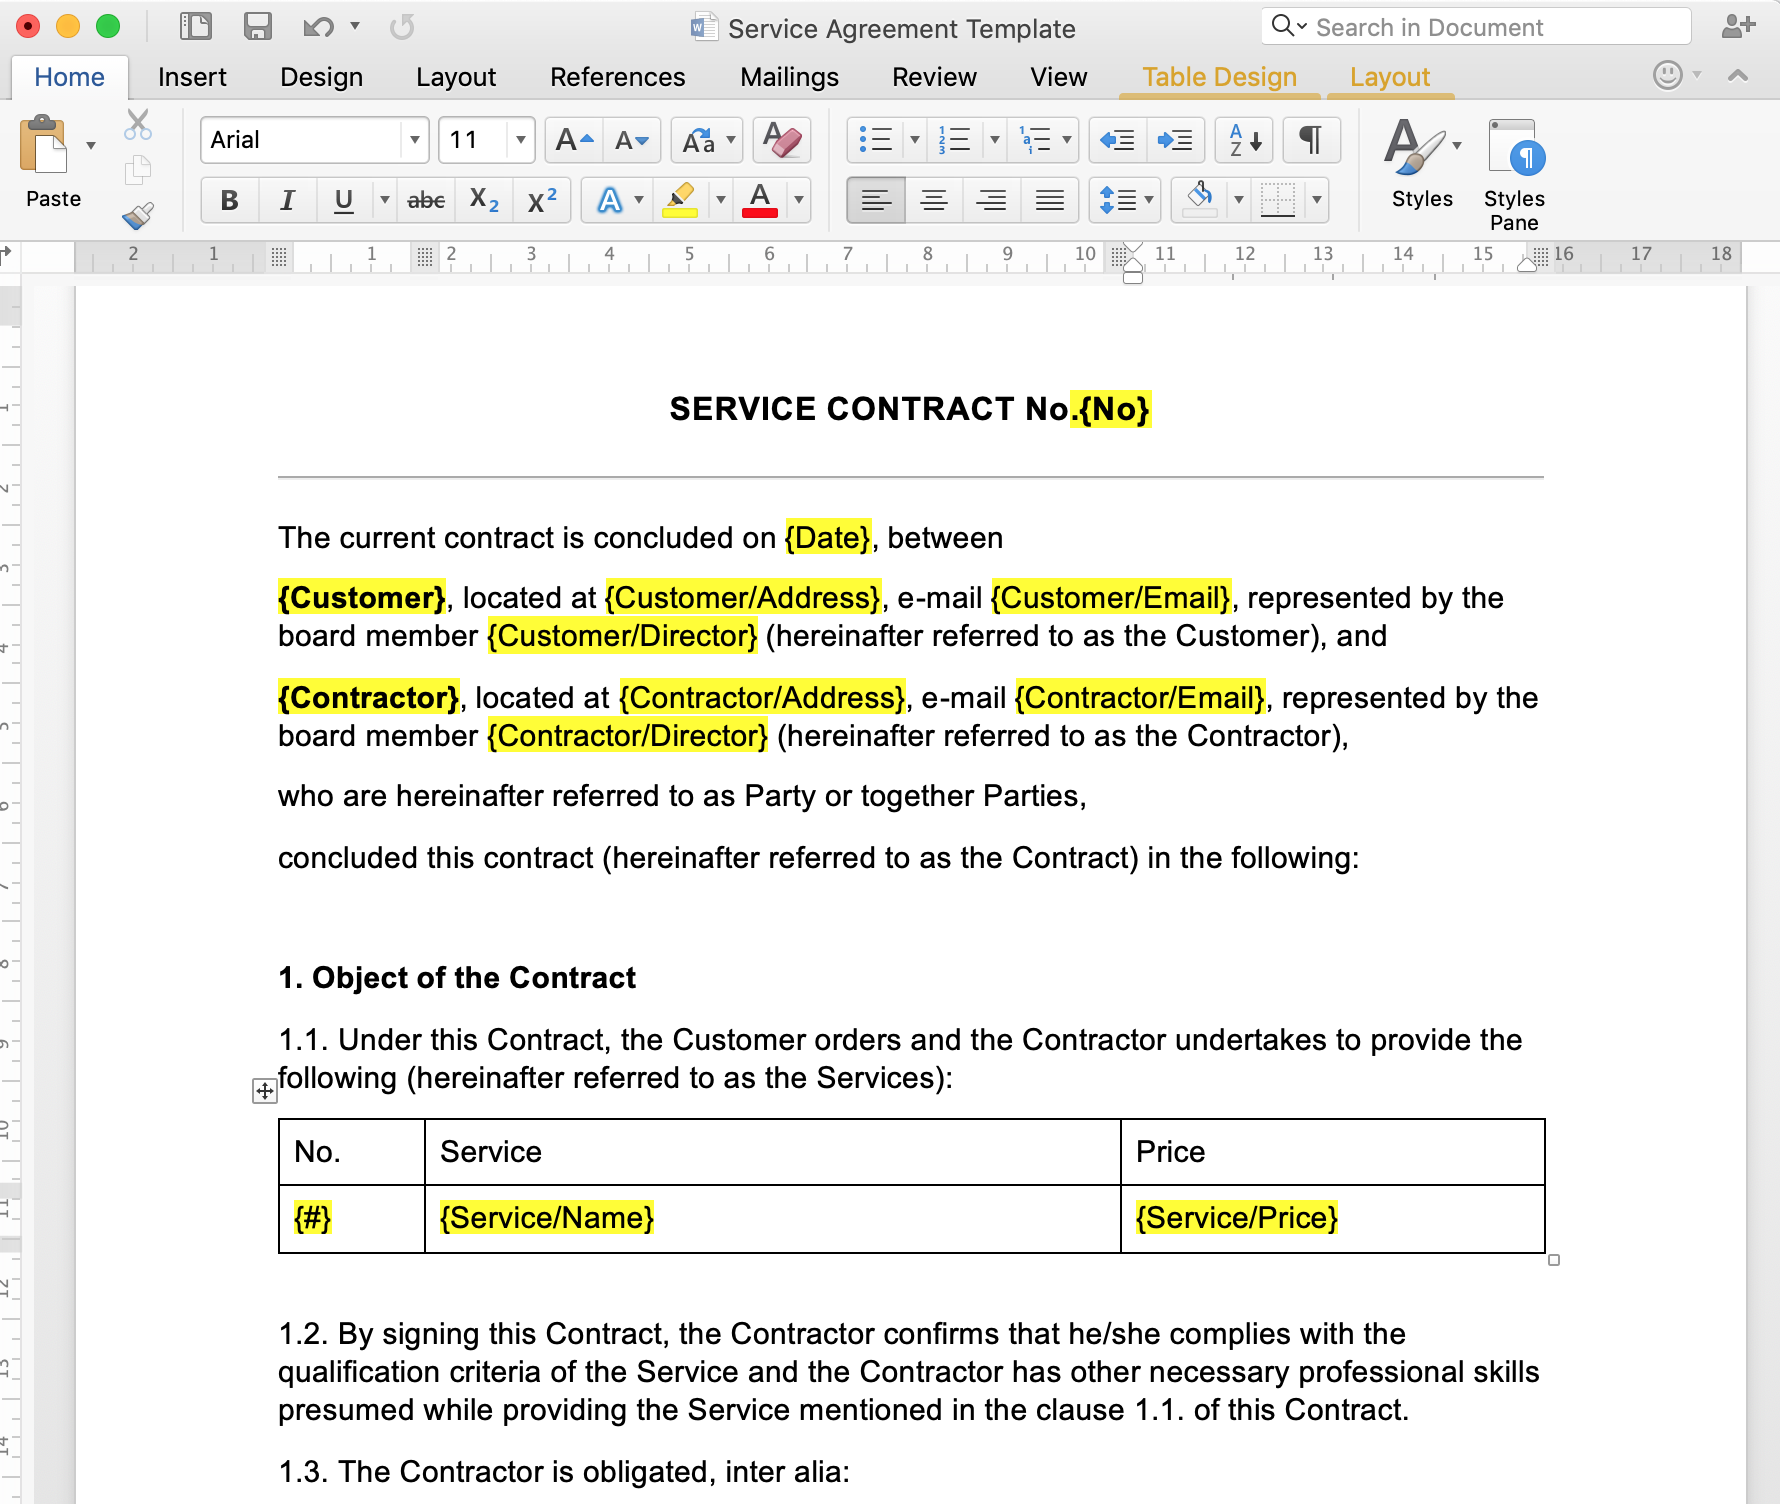 Service Agreement Template
Search in Document
Home Insert Design Layout References Mailings Review View Table Design Layout
Paste
Arial 11
Styles
Styles Pane
2 1 1 2 3 4 5 6 7 8 9 10 11 12 13 14 15 16 17 18
SERVICE CONTRACT No.{No}
The current contract is concluded on {Date}, between
{Customer}, located at {Customer/Address}, e-mail {Customer/Email}, represented by the
board member {Customer/Director} (hereinafter referred to as the Customer), and
{Contractor}, located at {Contractor/Address}, e-mail {Contractor/Email}, represented by the
board member {Contractor/Director} (hereinafter referred to as the Contractor),
who are hereinafter referred to as Party or together Parties,
concluded this contract (hereinafter referred to as the Contract) in the following:
1. Object of the Contract
1.1. Under this Contract, the Customer orders and the Contractor undertakes to provide the
following (hereinafter referred to as the Services):
No. Service Price
{#} {Service/Name} {Service/Price}
1.2. By signing this Contract, the Contractor confirms that he/she complies with the
qualification criteria of the Service and the Contractor has other necessary professional skills
presumed while providing the Service mentioned in the clause 1.1. of this Contract.
1.3. The Contractor is obligated, inter alia: